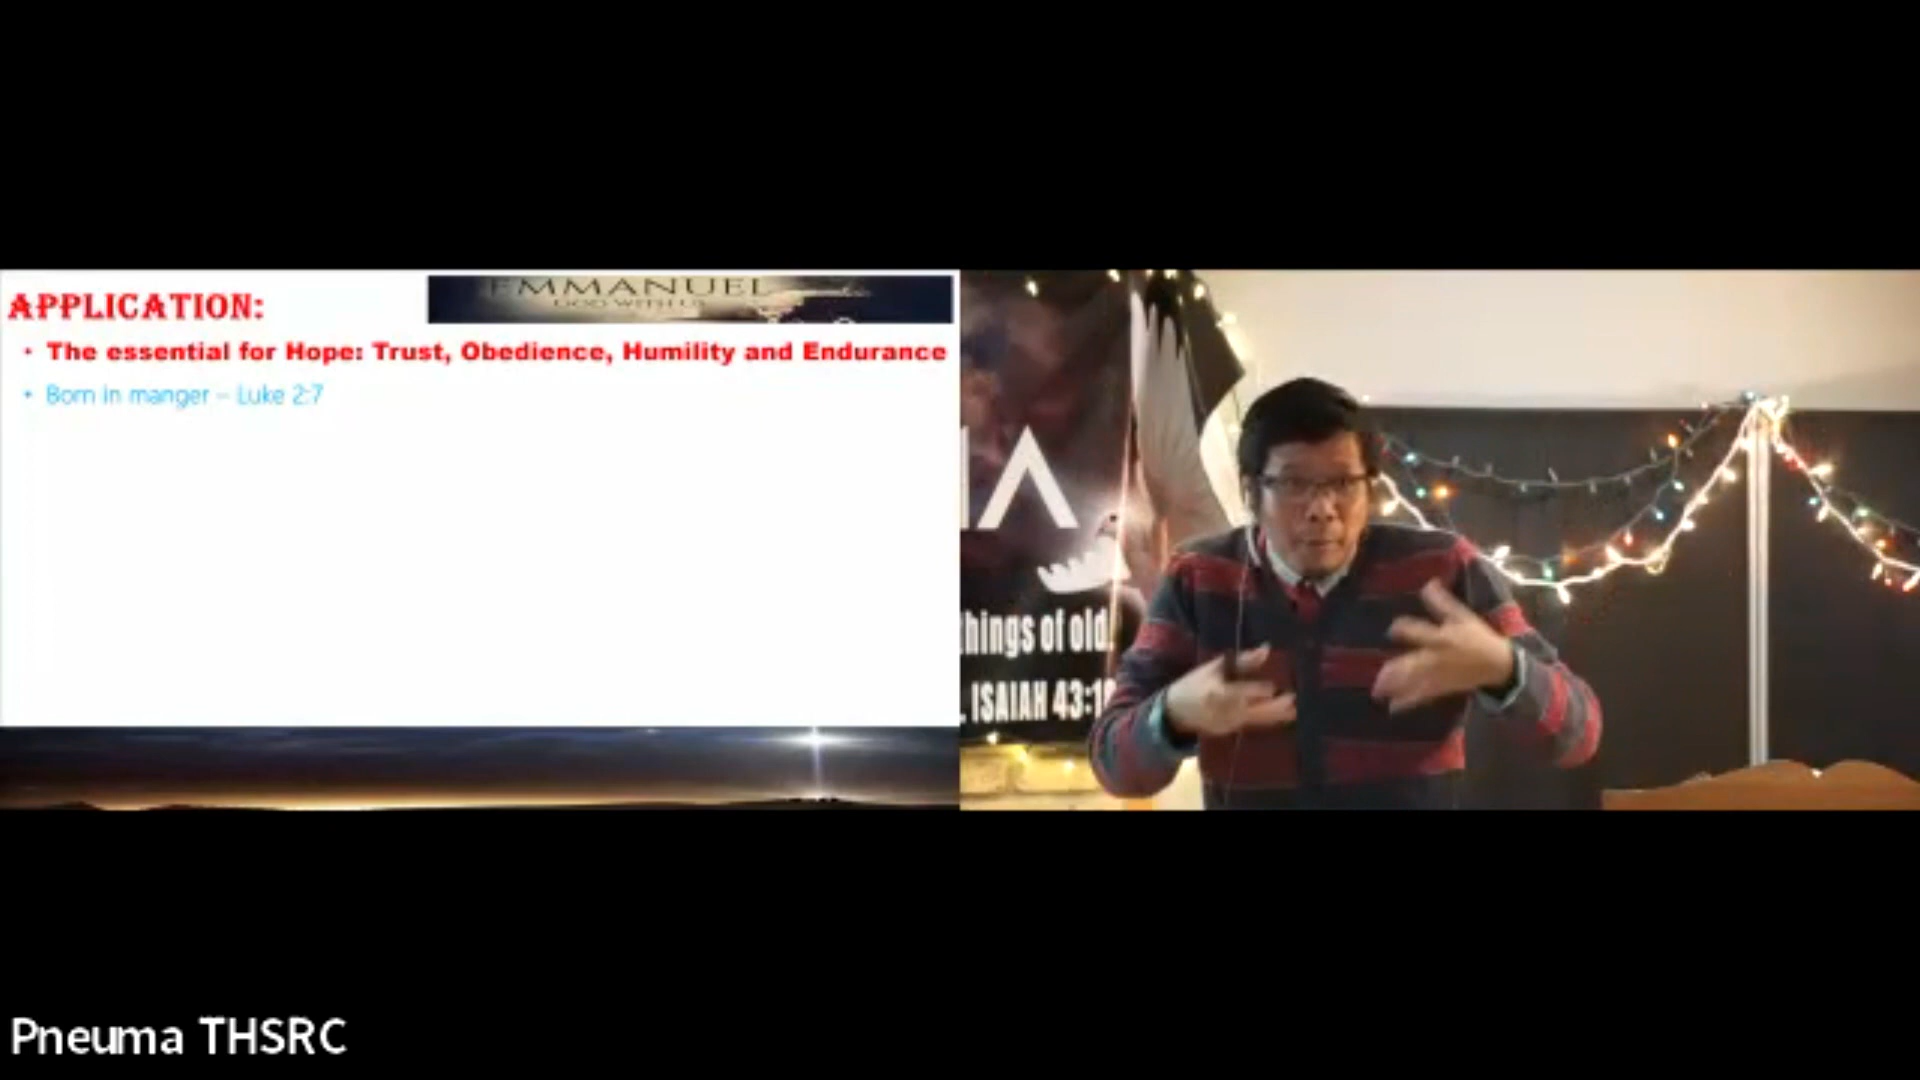 APPLICATION:
EMMANUEL
GOD WITH US
• The essential for Hope: Trust, Obedience, Humility and Endurance
• Born in manger – Luke 2:7
things of old.
ISAIAH 43:1
Pneuma THSRC